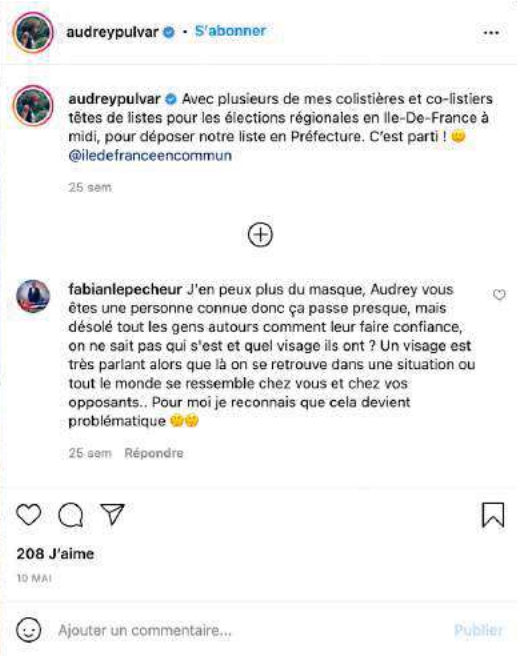 audreypulvar • S'abonner
audreypulvar Avec plusieurs de mes colistières et co-listiers
têtes de listes pour les élections régionales en Ile-De-France à
midi, pour déposer notre liste en Préfecture. C'est parti ! 🙂
@iledefranceencommun
25 sem
fabianlepecheur J'en peux plus du masque, Audrey vous
êtes une personne connue donc ça passe presque, mais
désolé tout les gens autours comment leur faire confiance,
on ne sait pas qui s'est et quel visage ils ont ? Un visage est
très parlant alors que là on se retrouve dans une situation ou
tout le monde se ressemble chez vous et chez vos
opposants.. Pour moi je reconnais que cela devient
problématique 🤔🤔
25 sem Répondre
208 J'aime
10 MAI
Ajouter un commentaire...
Publier